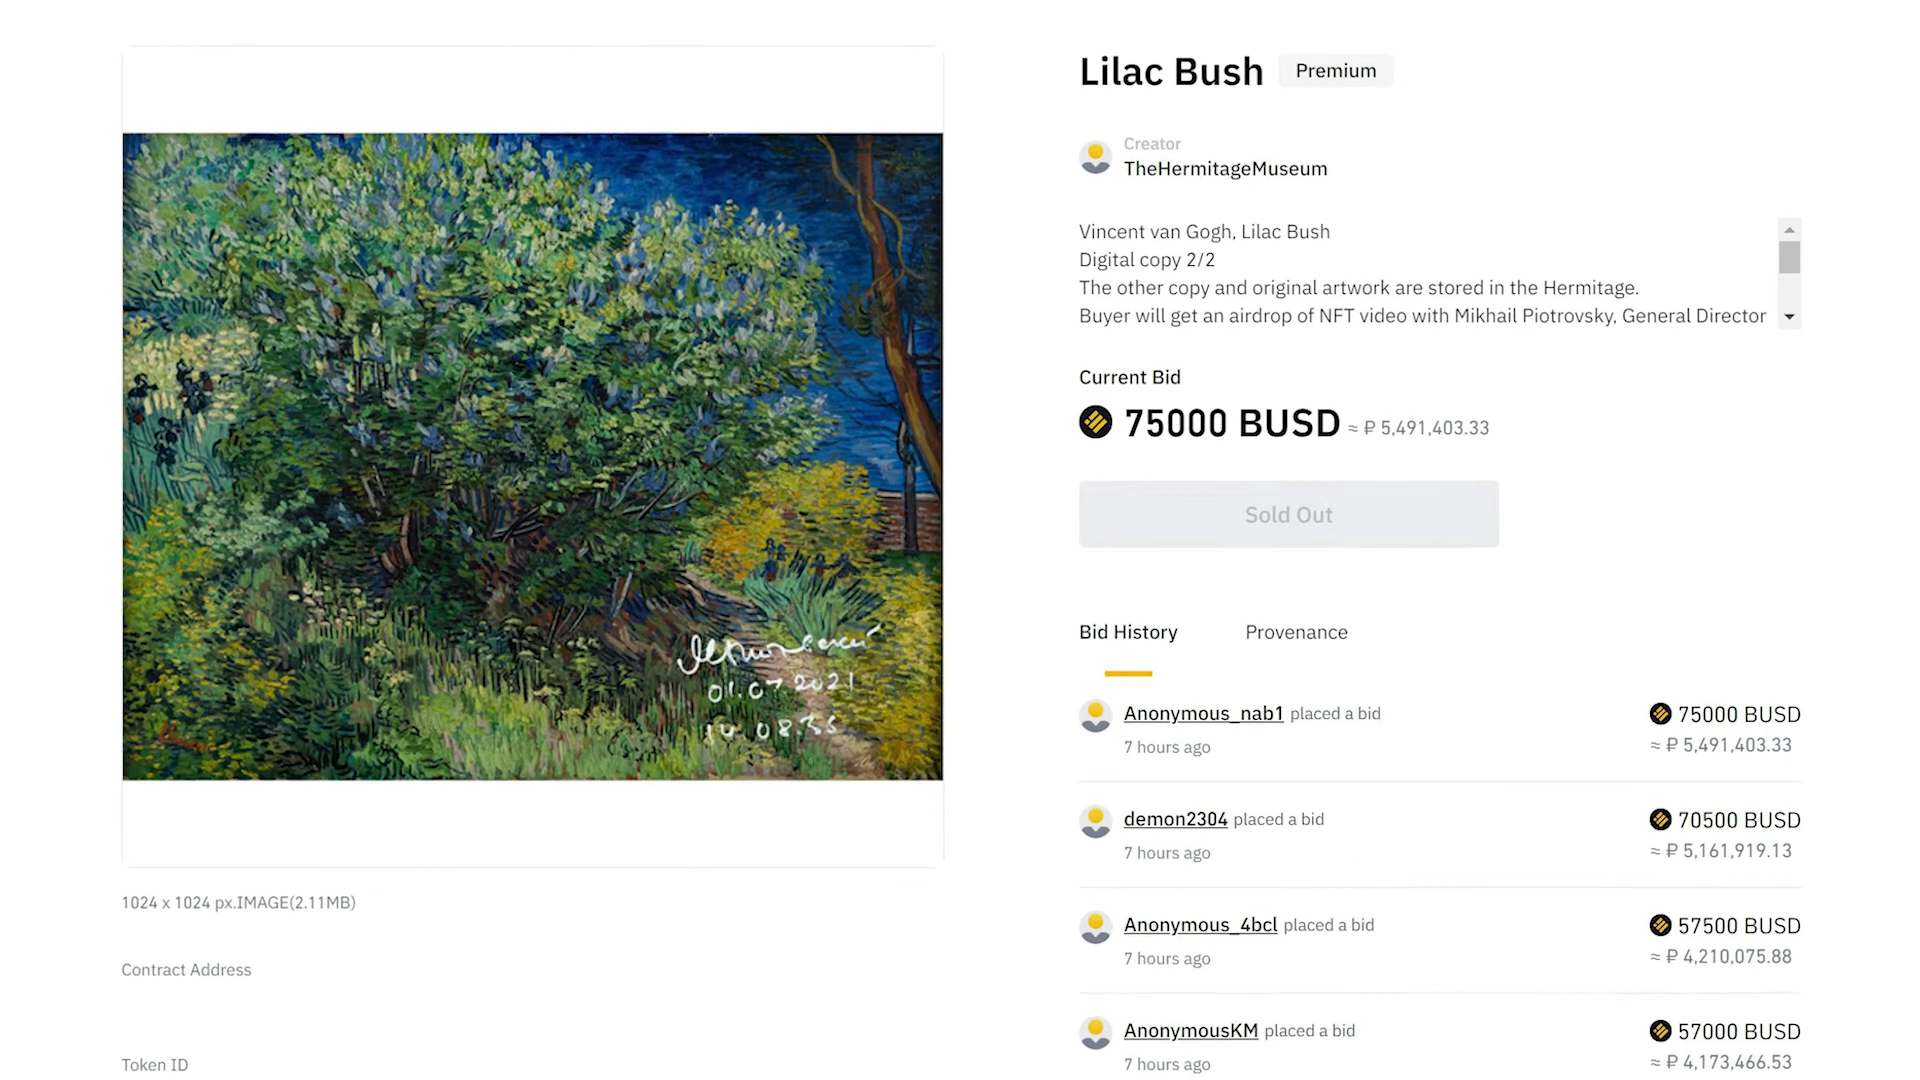 Lilac Bush
Premium
Creator
TheHermitageMuseum
Vincent van Gogh, Lilac Bush
Digital copy 2/2
The other copy and original artwork are stored in the Hermitage.
Buyer will get an airdrop of NFT video with Mikhail Piotrovsky, General Director
Current Bid
75000 BUSD ≈ ₽ 5,491,403.33
Sold Out
Bid History
Provenance
Anonymous_nab1 placed a bid
7 hours ago
75000 BUSD
≈ ₽ 5,491,403.33
demon2304 placed a bid
7 hours ago
70500 BUSD
≈ ₽ 5,161,919.13
Anonymous_4bcl placed a bid
7 hours ago
57500 BUSD
≈ ₽ 4,210,075.88
AnonymousKM placed a bid
7 hours ago
57000 BUSD
≈ ₽ 4,173,466.53
01.07 2021
1024 x 1024 px.IMAGE(2.11MB)
Contract Address
Token ID